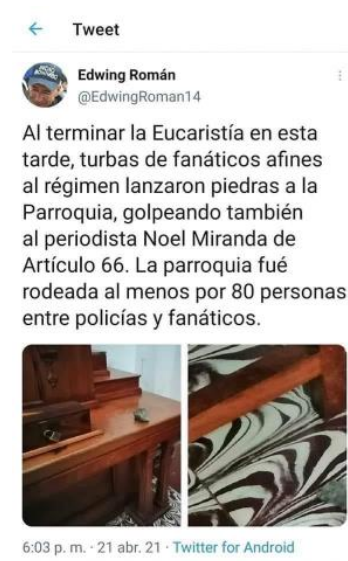 Tweet
Edwing Román
@EdwingRoman14
Al terminar la Eucaristía en esta
tarde, turbas de fanáticos afines
al régimen lanzaron piedras a la
Parroquia, golpeando también
al periodista Noel Miranda de
Artículo 66. La parroquia fué
rodeada al menos por 80 personas
entre policías y fanáticos.
6:03 p. m. · 21 abr. 21 · Twitter for Android